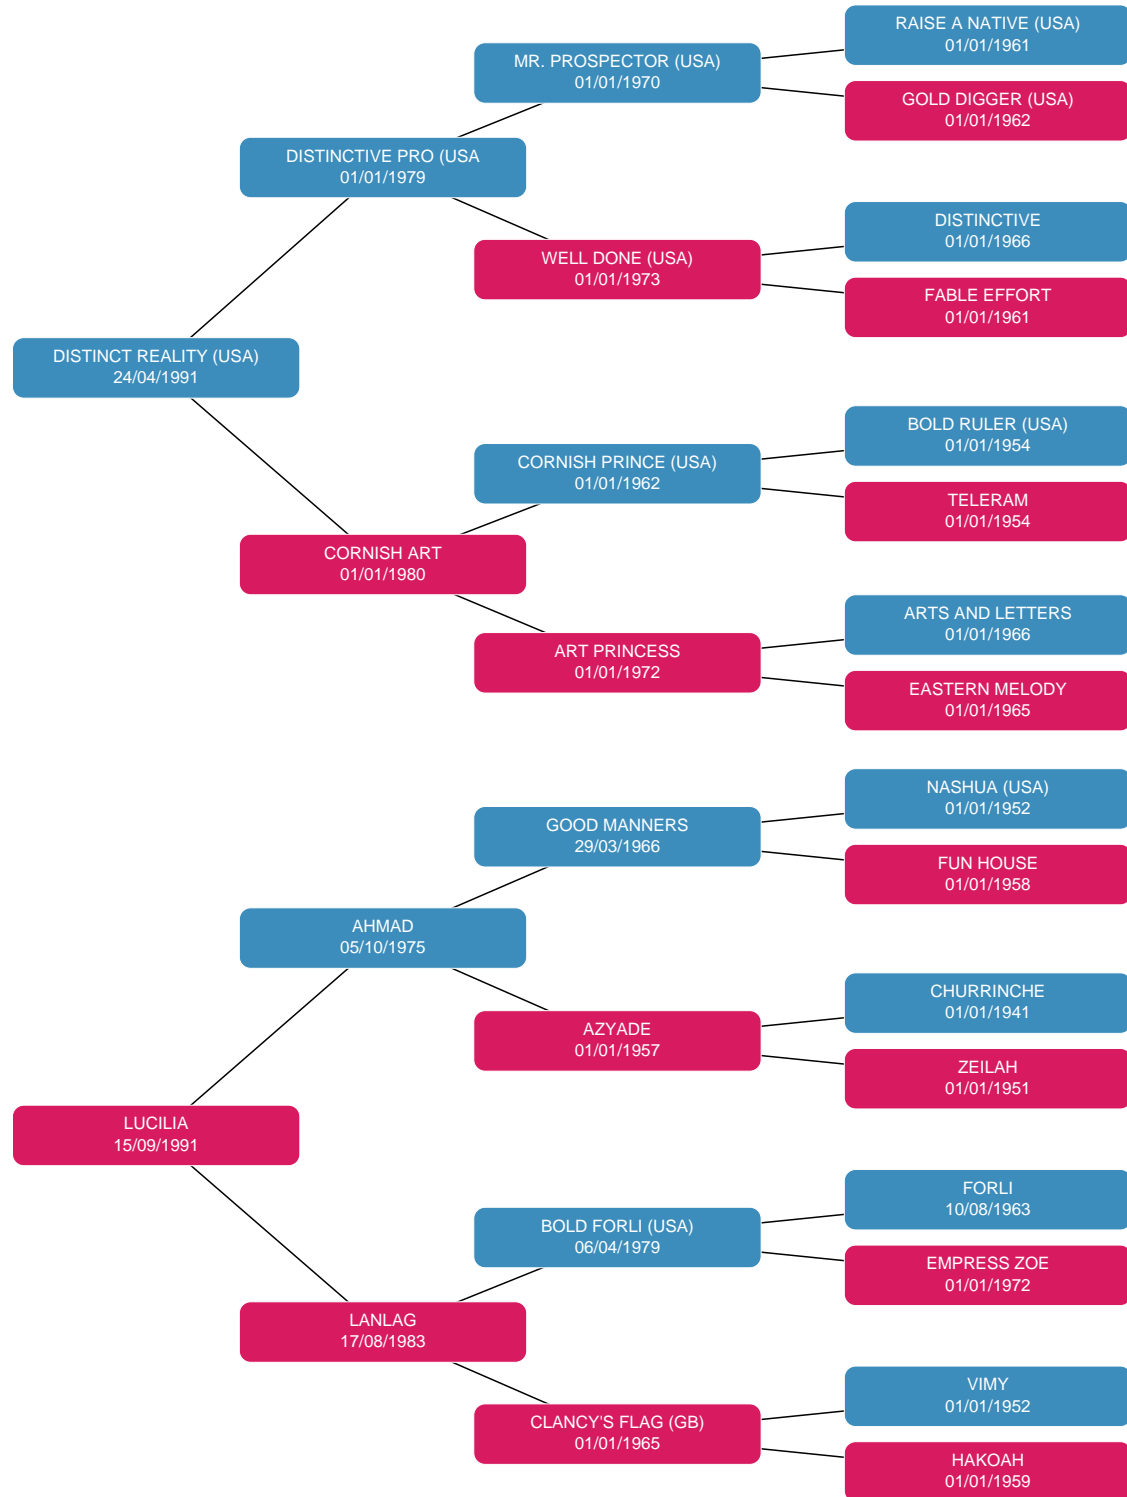 RAISE A NATIVE (USA)
01/01/1961
MR. PROSPECTOR (USA)
01/01/1970
GOLD DIGGER (USA)
01/01/1962
DISTINCTIVE PRO (USA
01/01/1979
DISTINCTIVE
01/01/1966
WELL DONE (USA)
01/01/1973
FABLE EFFORT
01/01/1961
DISTINCT REALITY (USA)
24/04/1991
BOLD RULER (USA)
01/01/1954
CORNISH PRINCE (USA)
01/01/1962
TELERAM
01/01/1954
CORNISH ART
01/01/1980
ARTS AND LETTERS
01/01/1966
ART PRINCESS
01/01/1972
EASTERN MELODY
01/01/1965
NASHUA (USA)
01/01/1952
GOOD MANNERS
29/03/1966
FUN HOUSE
01/01/1958
AHMAD
05/10/1975
CHURRINCHE
01/01/1941
AZYADE
01/01/1957
ZEILAH
01/01/1951
LUCILIA
15/09/1991
FORLI
10/08/1963
BOLD FORLI (USA)
06/04/1979
EMPRESS ZOE
01/01/1972
LANLAG
17/08/1983
VIMY
01/01/1952
CLANCY'S FLAG (GB)
01/01/1965
HAKOAH
01/01/1959